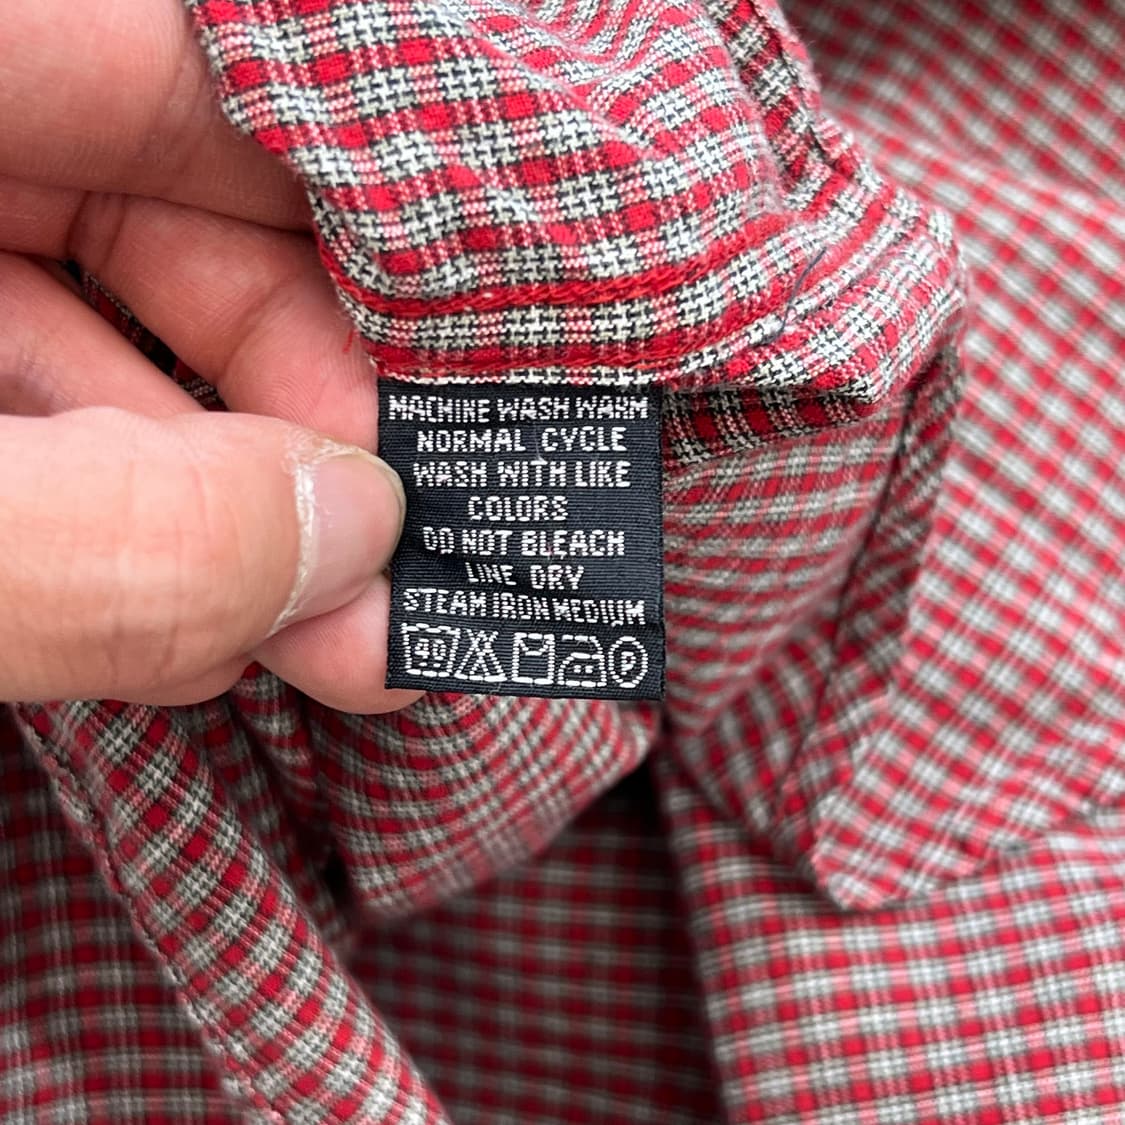 MACHINE WASH WARM
NORMAL CYCLE
WASH WITH LIKE
COLORS
DO NOT BLEACH
LINE DRY
STEAM IRON MEDIUM
40 P